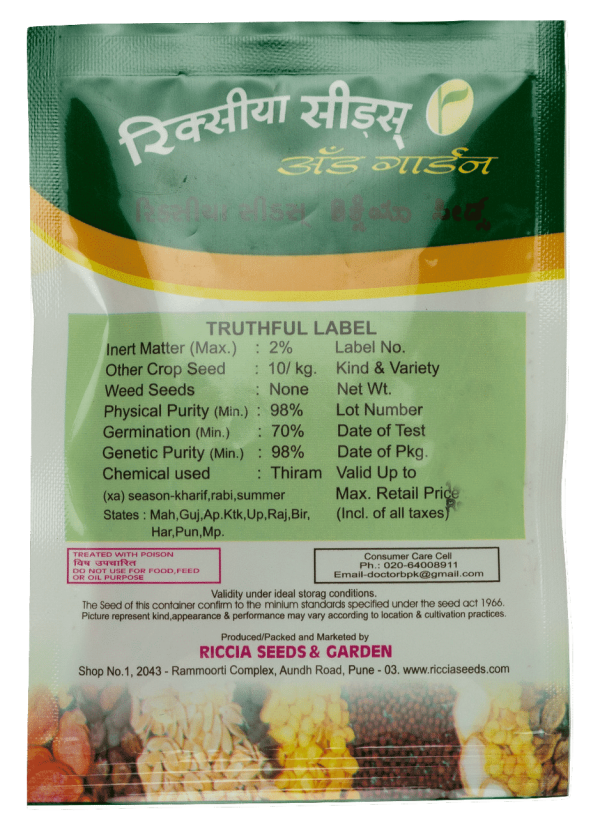 रिक्सीया सीड्स्
अँड गार्डन
रिक्सीया सीडस्
TRUTHFUL LABEL
Inert Matter (Max.) : 2% Label No.
Other Crop Seed : 10/ kg. Kind & Variety
Weed Seeds : None Net Wt.
Physical Purity (Min.) : 98% Lot Number
Germination (Min.) : 70% Date of Test
Genetic Purity (Min.) : 98% Date of Pkg.
Chemical used : Thiram Valid Up to
(xa) season-kharif,rabi,summer Max. Retail Price
States : Mah,Guj,Ap.Ktk,Up,Raj,Bir, (Incl. of all taxes)
Har,Pun,Mp.
TREATED WITH POISON
विष उपचारित
DO NOT USE FOR FOOD,FEED
OR OIL PURPOSE
Consumer Care Cell
Ph.: 020-64008911
Email-doctorbpk@gmail.com
Validity under ideal storag conditions.
The Seed of this container confirm to the minium standards specified under the seed act 1966.
Picture represent kind,appearance & performance may vary according to location & cultivation practices.
Produced/Packed and Marketed by
RICCIA SEEDS & GARDEN
Shop No.1, 2043 - Rammoorti Complex, Aundh Road, Pune - 03. www.ricciaseeds.com